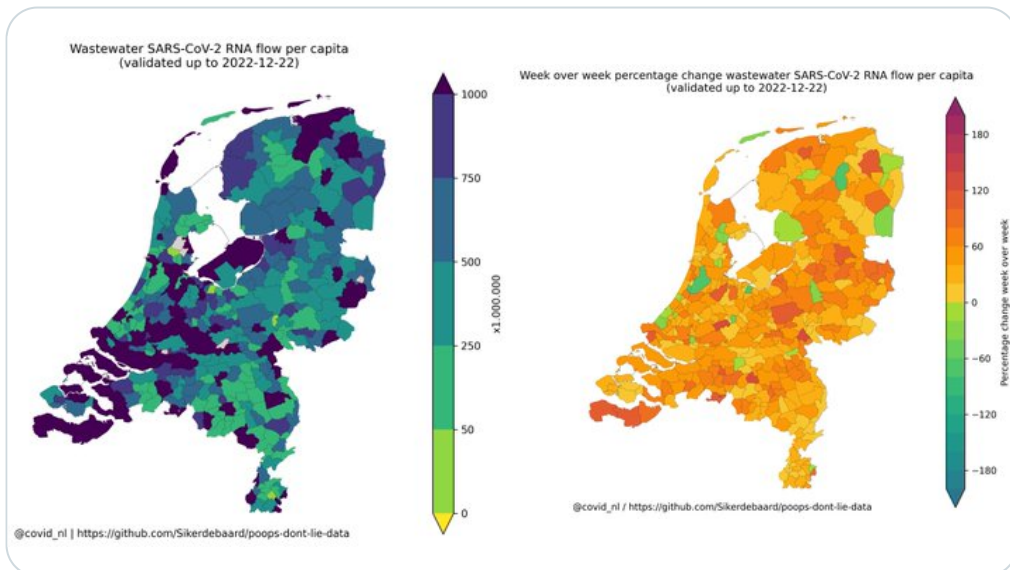 Wastewater SARS-CoV-2 RNA flow per capita
(validated up to 2022-12-22)
1000
750
500
250
50
0
x1.000.000
@covid_nl | https://github.com/Sikerdebaard/poops-dont-lie-data
Week over week percentage change wastewater SARS-CoV-2 RNA flow per capita
(validated up to 2022-12-22)
180
120
60
0
−60
−120
−180
Percentage change week over week
@covid_nl / https://github.com/Sikerdebaard/poops-dont-lie-data